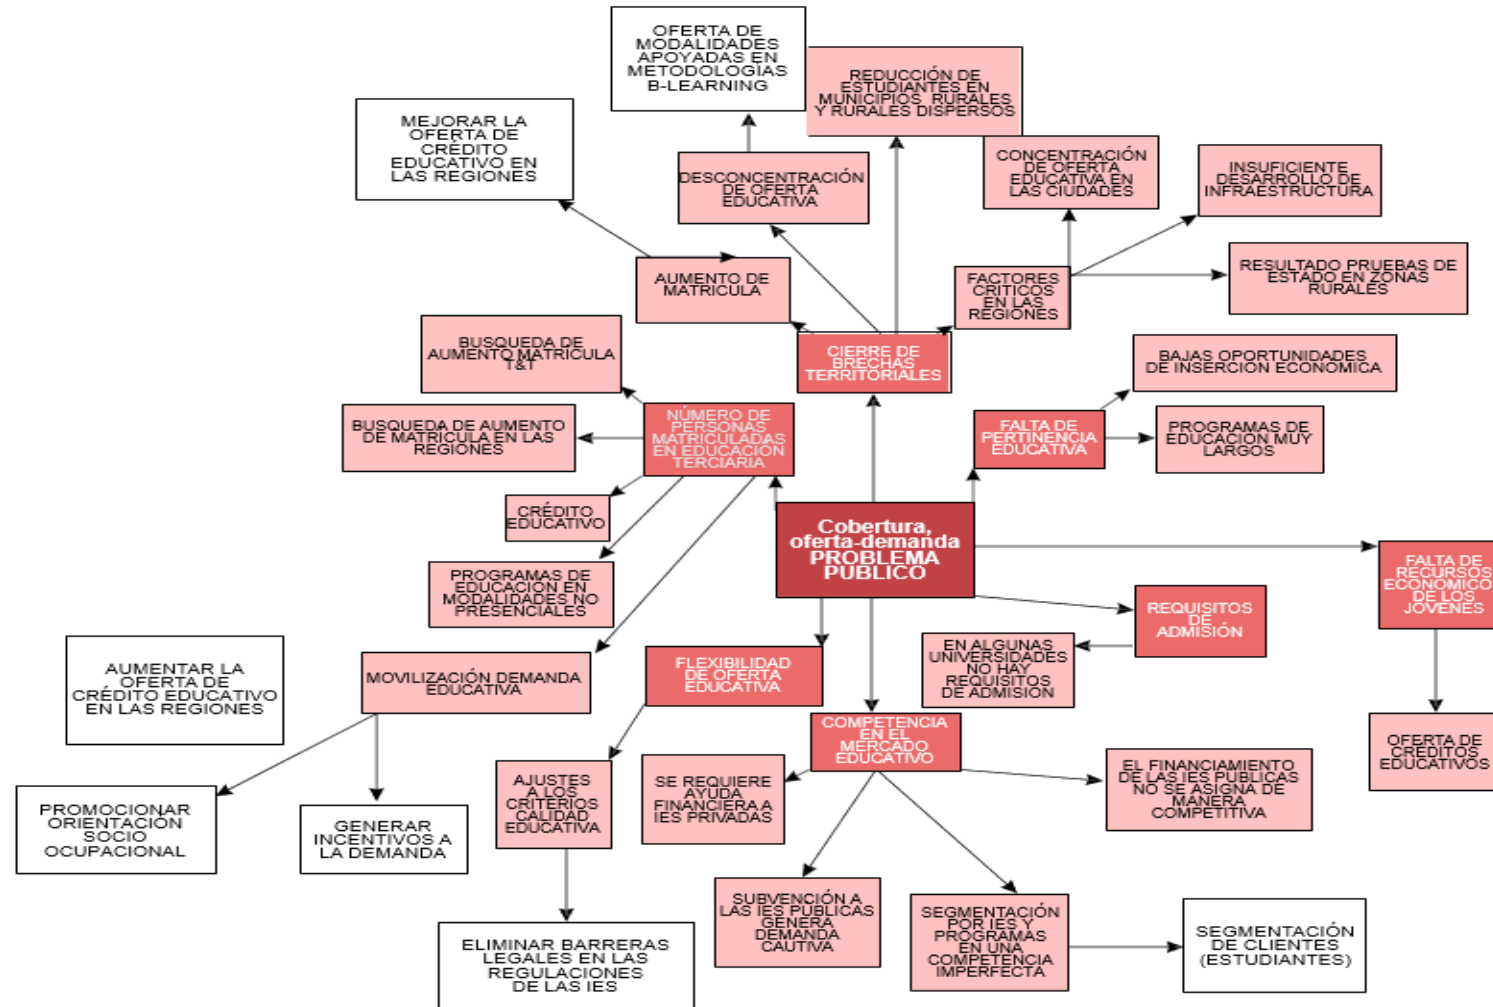 OFERTA DE
MODALIDADES
APOYADAS EN
METODOLOGÍAS
B-LEARNING
REDUCCIÓN DE
ESTUDIANTES EN
MUNICIPIOS RURALES
Y RURALES DISPERSOS
MEJORAR LA
OFERTA DE
CRÉDITO
EDUCATIVO EN
LAS REGIONES
DESCONCENTRACIÓN
DE OFERTA
EDUCATIVA
CONCENTRACIÓN
DE OFERTA
EDUCATIVA EN
LAS CIUDADES
INSUFICIENTE
DESARROLLO DE
INFRAESTRUCTURA
AUMENTO DE
MATRICULA
FACTORES
CRITICOS
EN LAS
REGIONES
RESULTADO PRUEBAS DE
ESTADO EN ZONAS
RURALES
BUSQUEDA DE
AUMENTO MATRICULA
T&T
CIERRE DE
BRECHAS
TERRITORIALES
BAJAS OPORTUNIDADES
DE INSERCIÓN ECONÓMICA
BUSQUEDA DE AUMENTO
DE MATRICULA EN LAS
REGIONES
NÚMERO DE
PERSONAS
MATRICULADAS
EN EDUCACIÓN
TERCIARIA
FALTA DE
PERTINENCIA
EDUCATIVA
PROGRAMAS DE
EDUCACIÓN MUY
LARGOS
CRÉDITO
EDUCATIVO
Cobertura,
oferta-demanda
PROBLEMA
PÚBLICO
PROGRAMAS DE
EDUCACIÓN EN
MODALIDADES NO
PRESENCIALES
FALTA DE
RECURSOS
ECONÓMICO
DE LOS
JÓVENES
REQUISITOS
DE
ADMISIÓN
EN ALGUNAS
UNIVERSIDADES
NO HAY
REQUISITOS
DE ADMISIÓN
AUMENTAR LA
OFERTA DE
CRÉDITO EDUCATIVO
EN LAS REGIONES
MOVILIZACIÓN DEMANDA
EDUCATIVA
FLEXIBILIDAD
DE OFERTA
EDUCATIVA
COMPETENCIA
EN EL
MERCADO
EDUCATIVO
OFERTA DE
CRÉDITOS
EDUCATIVOS
AJUSTES
A LOS
CRITERIOS
CALIDAD
EDUCATIVA
SE REQUIERE
AYUDA
FINANCIERA A
IES PRIVADAS
EL FINANCIAMIENTO
DE LAS IES PÚBLICAS
NO SE ASIGNA DE
MANERA
COMPETITIVA
PROMOCIONAR
ORIENTACIÓN
SOCIO
OCUPACIONAL
GENERAR
INCENTIVOS A
LA DEMANDA
SUBVENCIÓN A
LAS IES PÚBLICAS
GENERA
DEMANDA
CAUTIVA
SEGMENTACIÓN
POR IES Y
PROGRAMAS
EN UNA
COMPETENCIA
IMPERFECTA
SEGMENTACIÓN
DE CLIENTES
(ESTUDIANTES)
ELIMINAR BARRERAS
LEGALES EN LAS
REGULACIONES
DE LAS IES